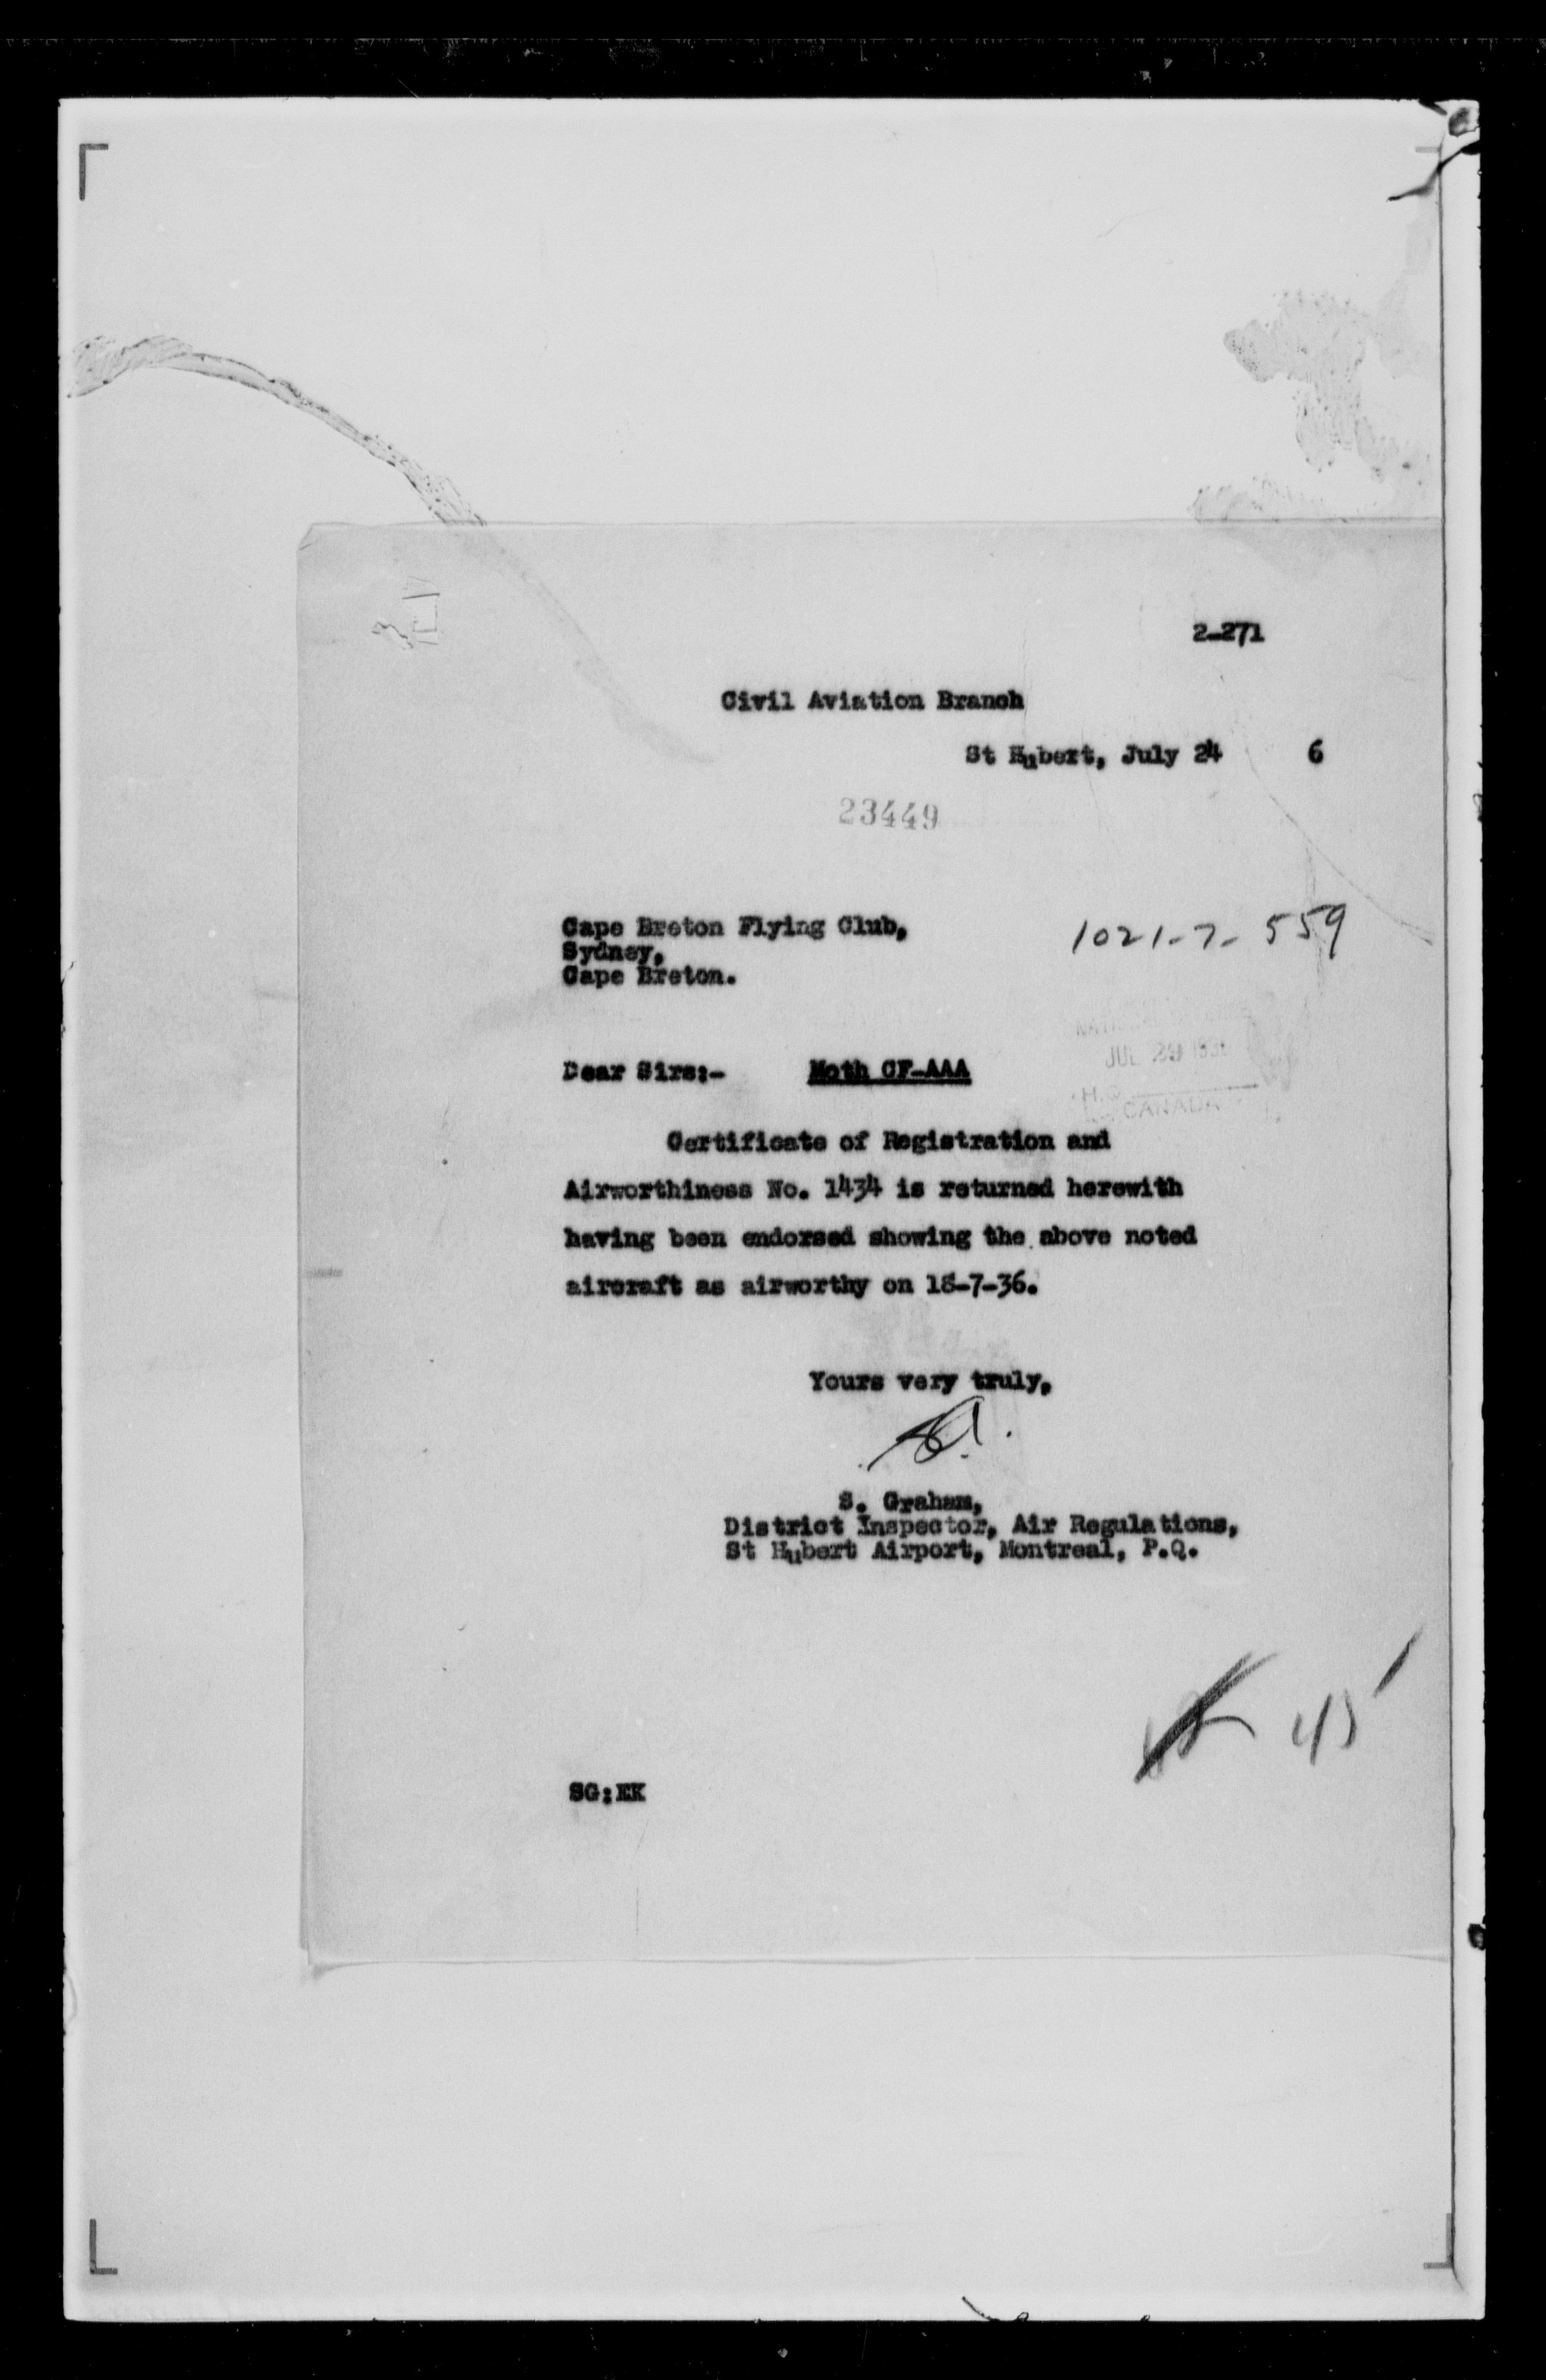 2-271
Civil Aviation Branch
St Hubert, July 24 6
23449
Cape Breton Flying Club,
Sydney,
Cape Breton.
1021-7-559
JUL 29 1936
CANADA
Dear Sirs:- Moth CF-AAA
Certificate of Registration and
Airworthiness No. 1434 is returned herewith
having been endorsed showing the above noted
aircraft as airworthy on 18-7-36.
Yours very truly,
S. Graham,
District Inspector, Air Regulations,
St Hubert Airport, Montreal, P.Q.
45
SG:EK